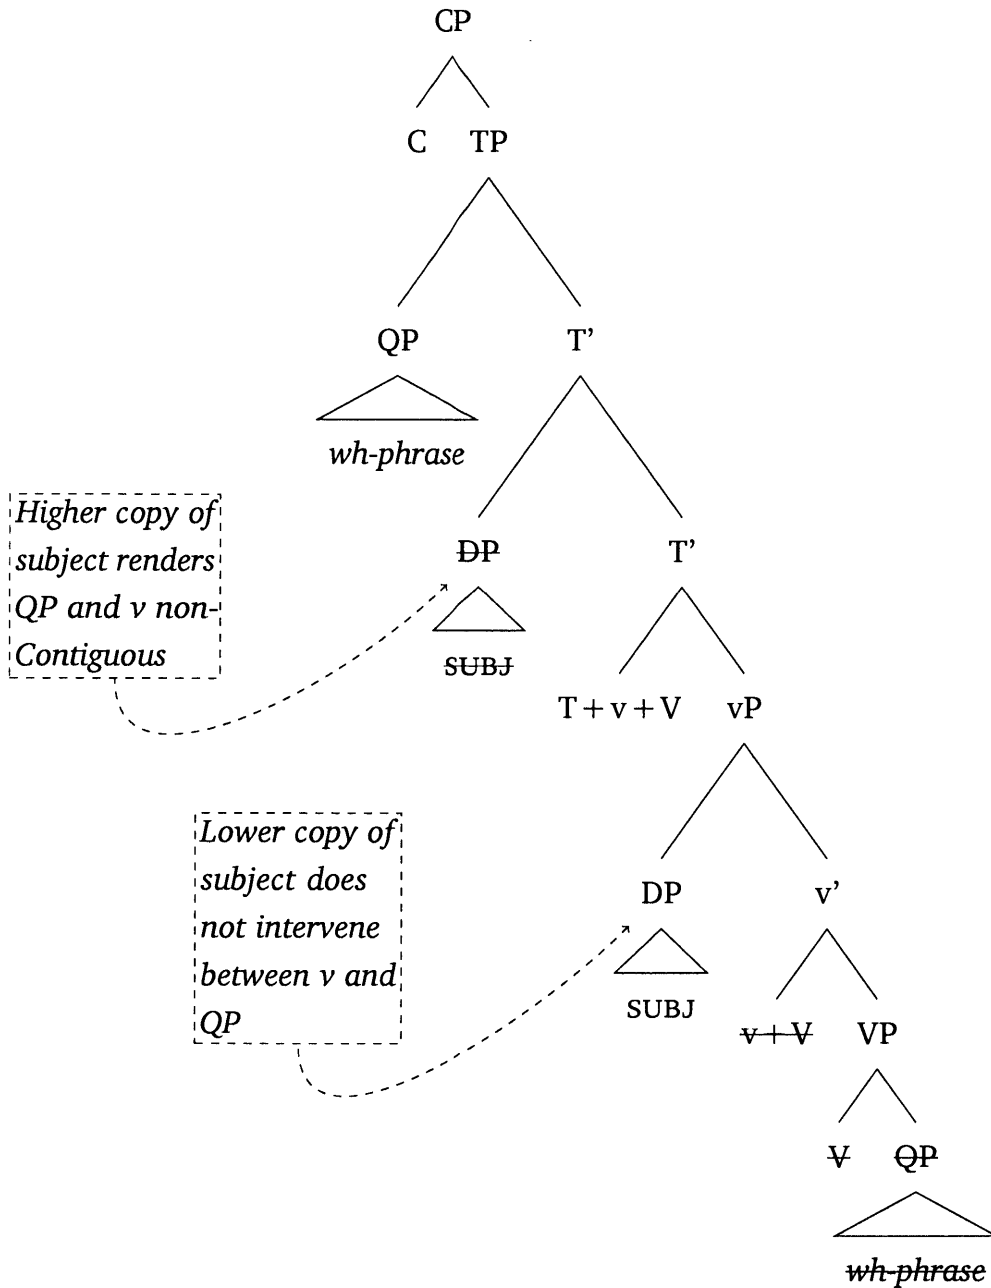 CP
C TP
QP T’
wh-phrase
Higher copy of
subject renders
QP and v non-
Contiguous
DP T’
SUBJ
T+v+V vP
Lower copy of
subject does
not intervene
between v and
QP
DP v’
SUBJ
v+V VP
V QP
wh-phrase